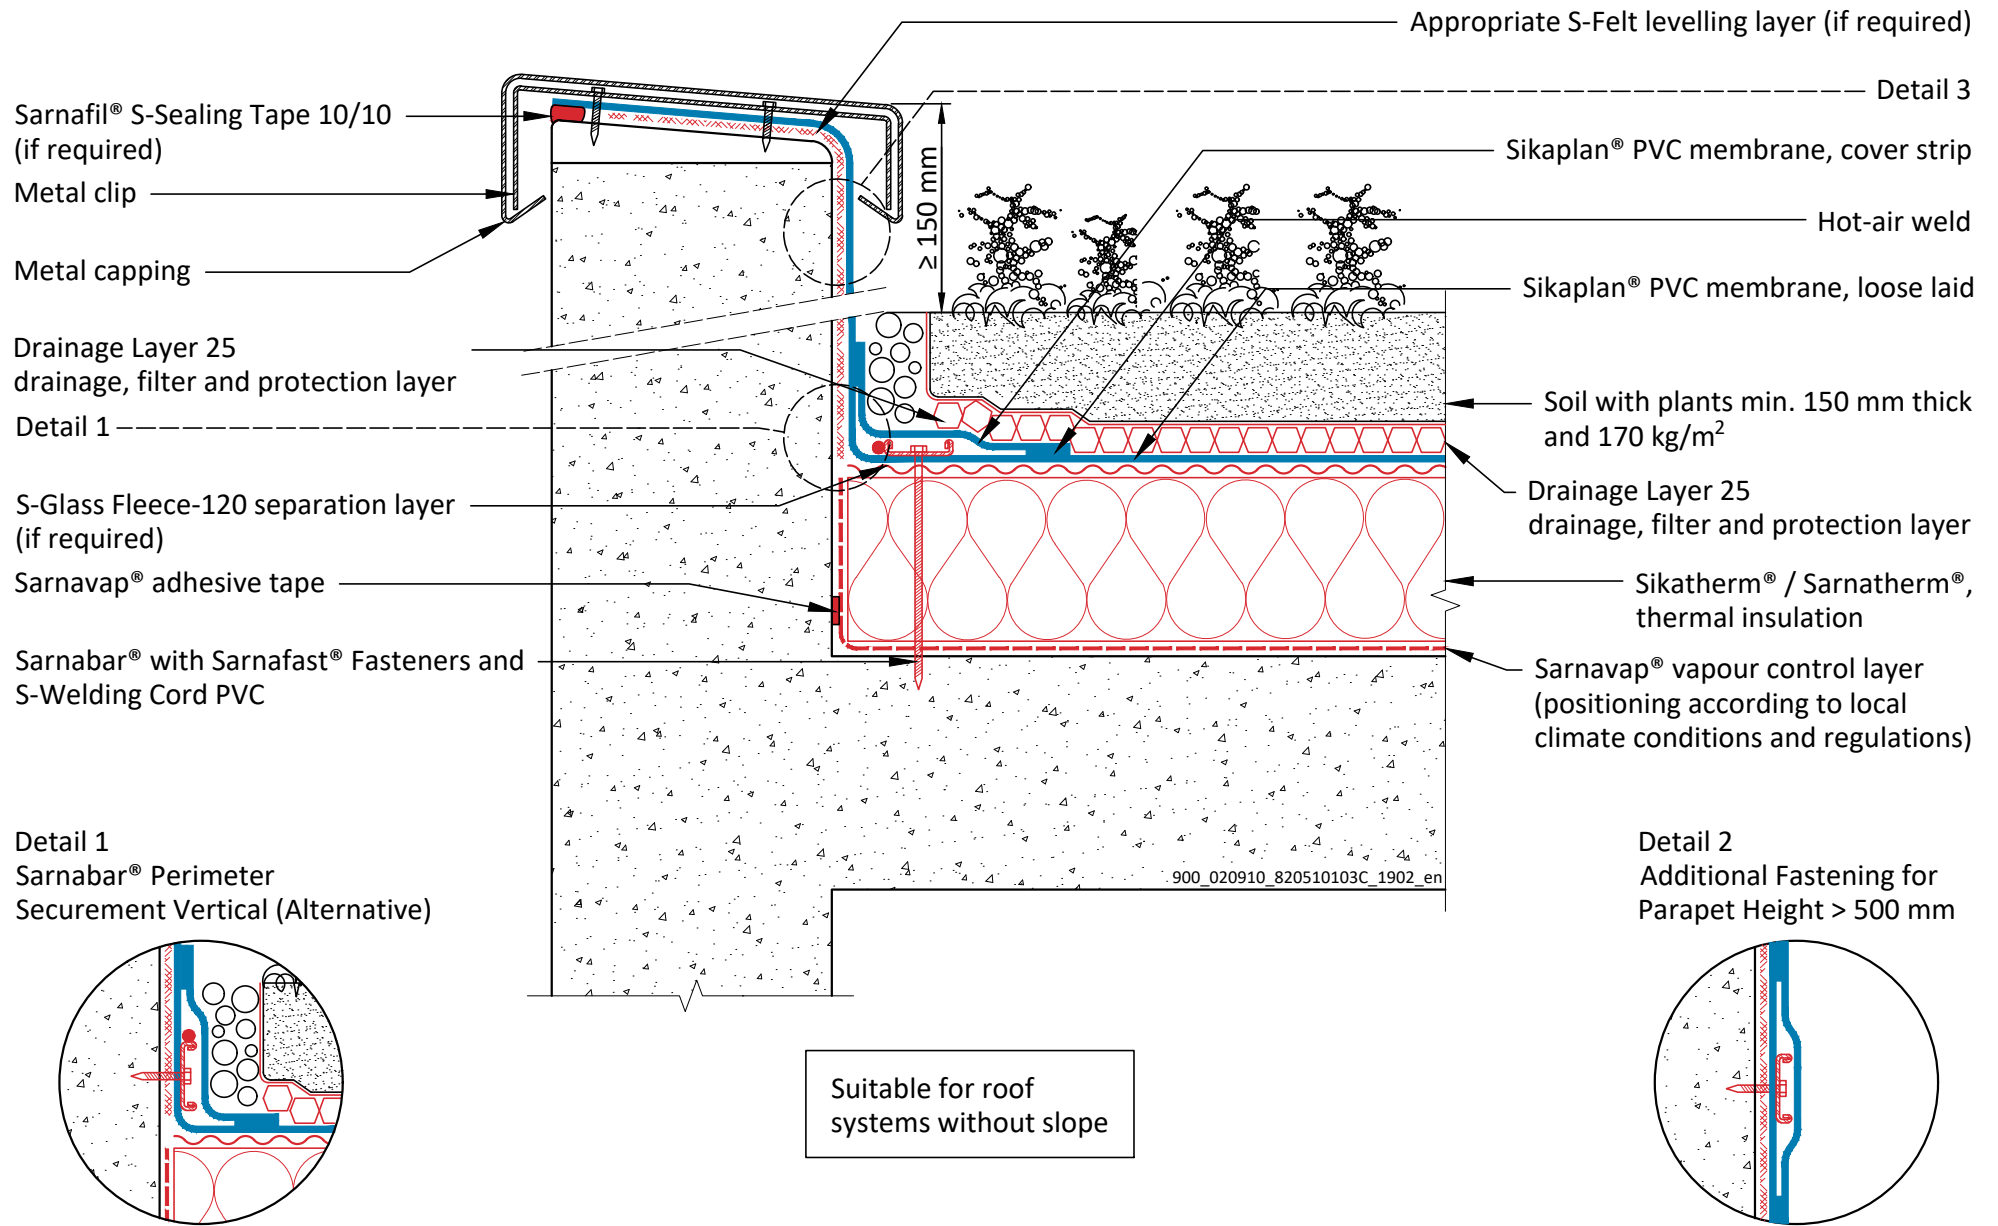 Appropriate S-Felt levelling layer (if required)
Detail 3
Sarnafil® S-Sealing Tape 10/10
(if required)
Sikaplan® PVC membrane, cover strip
Metal clip
Hot-air weld
≥ 150 mm
Metal capping
Sikaplan® PVC membrane, loose laid
Drainage Layer 25
drainage, filter and protection layer
Soil with plants min. 150 mm thick
and 170 kg/m²
Detail 1
S-Glass Fleece-120 separation layer
(if required)
Drainage Layer 25
drainage, filter and protection layer
Sarnavap® adhesive tape
Sikatherm® / Sarnatherm®,
thermal insulation
Sarnabar® with Sarnafast® Fasteners and
S-Welding Cord PVC
Sarnavap® vapour control layer
(positioning according to local
climate conditions and regulations)
Detail 1
Sarnabar® Perimeter
Securement Vertical (Alternative)
900_020910_820510103C_1902_en
Detail 2
Additional Fastening for
Parapet Height > 500 mm
Suitable for roof
systems without slope